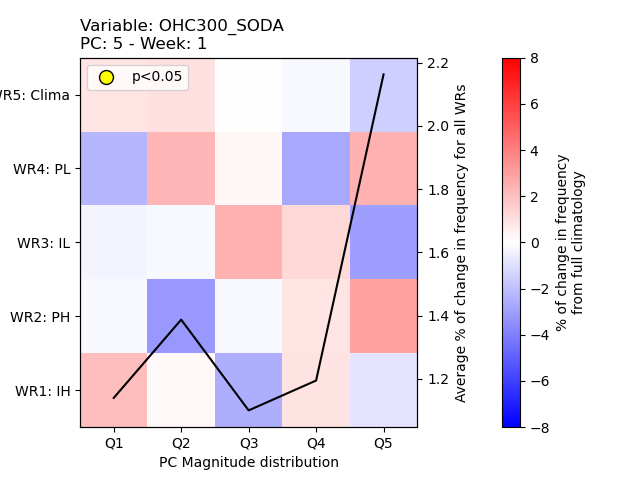 Variable: OHC300_SODA
PC: 5 - Week: 1
p<0.05
WR5: Clima
WR4: PL
WR3: IL
WR2: PH
WR1: IH
Q1 Q2 Q3 Q4 Q5
PC Magnitude distribution
2.2
2.0
1.8
1.6
1.4
1.2
Average % of change in frequency for all WRs
8
6
4
2
0
−2
−4
−6
−8
% of change in frequency
from full climatology